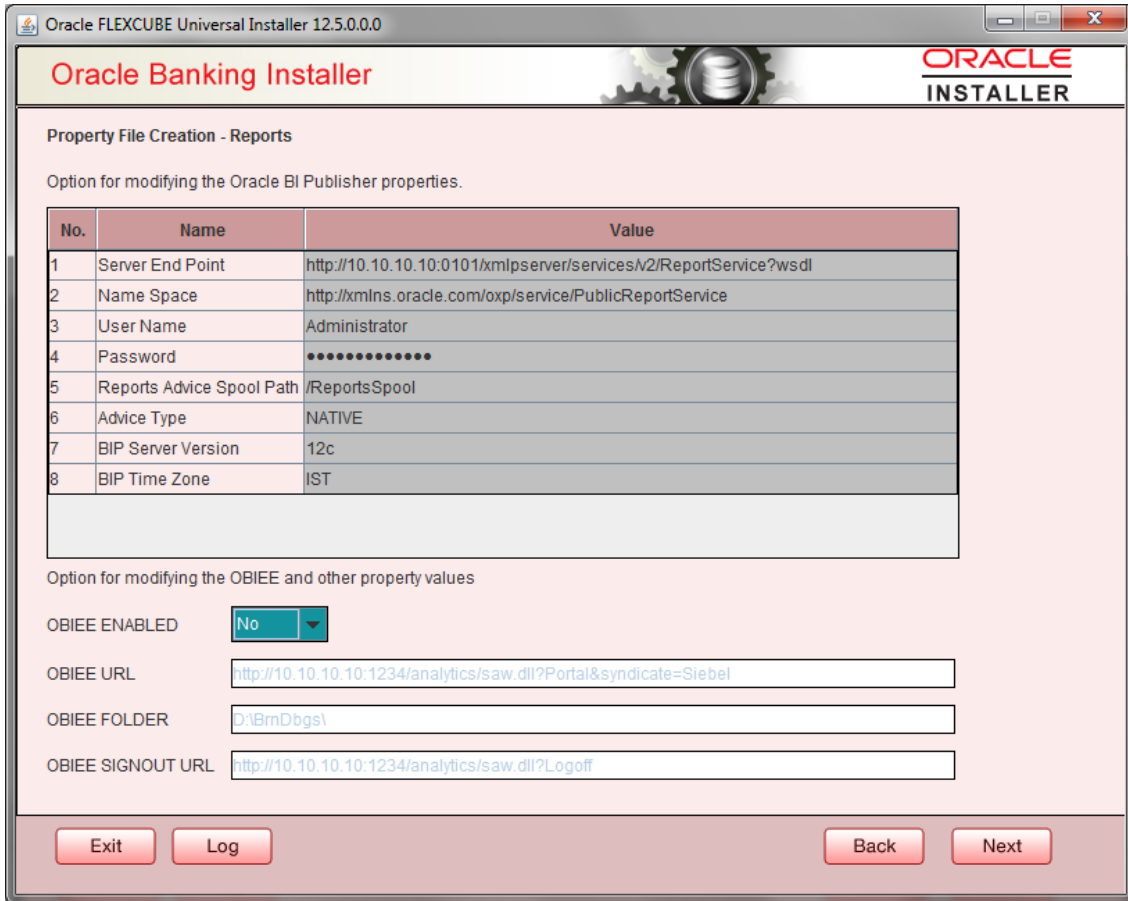 Oracle FLEXCUBE Universal Installer 12.5.0.0.0
Oracle Banking Installer
ORACLE
INSTALLER
Property File Creation - Reports
Option for modifying the Oracle BI Publisher properties.
No. Name Value
1 Server End Point http://10.10.10.10:0101/xmlpserver/services/v2/ReportService?wsdl
2 Name Space http://xmlns.oracle.com/oxp/service/PublicReportService
3 User Name Administrator
4 Password •••••••••••••
5 Reports Advice Spool Path /ReportsSpool
6 Advice Type NATIVE
7 BIP Server Version 12c
8 BIP Time Zone IST
Option for modifying the OBIEE and other property values
OBIEE ENABLED No
OBIEE URL http://10.10.10.10:1234/analytics/saw.dll?Portal&syndicate=Siebel
OBIEE FOLDER D:\BrnDbgs\
OBIEE SIGNOUT URL http://10.10.10.10:1234/analytics/saw.dll?Logoff
Exit Log Back Next